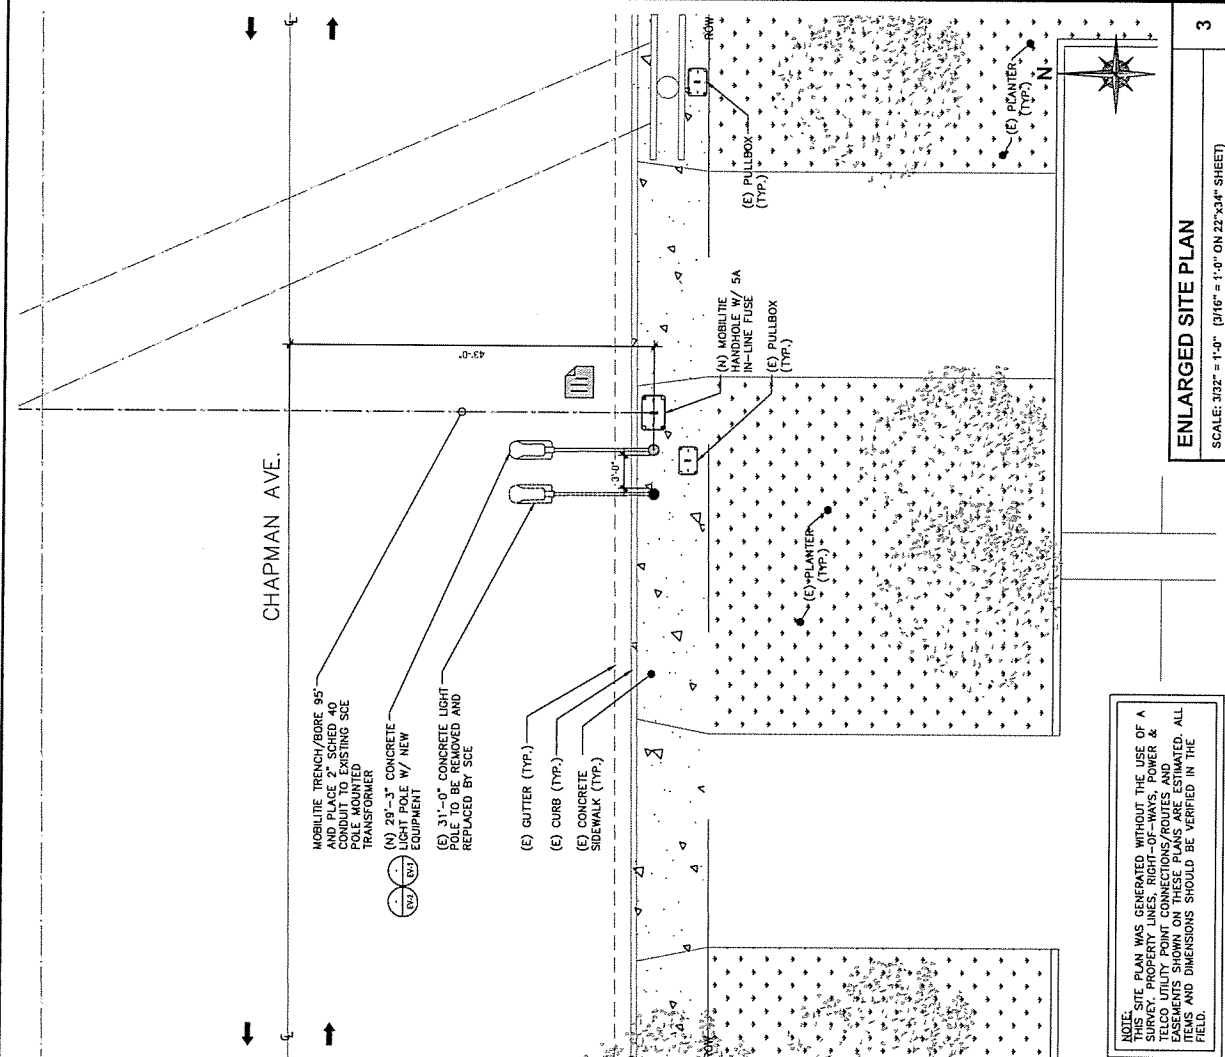 CHAPMAN AVE.
MOBILITIE TRENCH/BORE 95'
AND PLACE 2" SCHED 40
CONDUIT TO EXISTING SCE
POLE MOUNTED
TRANSFORMER
(N) 29'-3" CONCRETE
LIGHT POLE W/ NEW
EQUIPMENT
EV-1
EV-2
(E) 31'-0" CONCRETE LIGHT
POLE TO BE REMOVED AND
REPLACED BY SCE
(E) GUTTER (TYP.)
(E) CURB (TYP.)
(E) CONCRETE
SIDEWALK (TYP.)
43'-0"
3'-0"
(N) MOBILITIE
HANDHOLE W/ 5A
IN-LINE FUSE
(E) PULLBOX
(TYP.)
(E) PULLBOX
(TYP.)
ROW
ROW
(E) PLANTER
(TYP.)
(E) PLANTER
(TYP.)
N
NOTE:
THIS SITE PLAN WAS GENERATED WITHOUT THE USE OF A
SURVEY. PROPERTY LINES, RIGHT-OF-WAYS, POWER &
TELCO UTILITY POINT CONNECTIONS/ROUTES AND
EASEMENTS SHOWN ON THESE PLANS ARE ESTIMATED. ALL
ITEMS AND DIMENSIONS SHOULD BE VERIFIED IN THE
FIELD.
ENLARGED SITE PLAN
SCALE: 3/32" = 1'-0" (3/16" = 1'-0" ON 22"x34" SHEET)
3